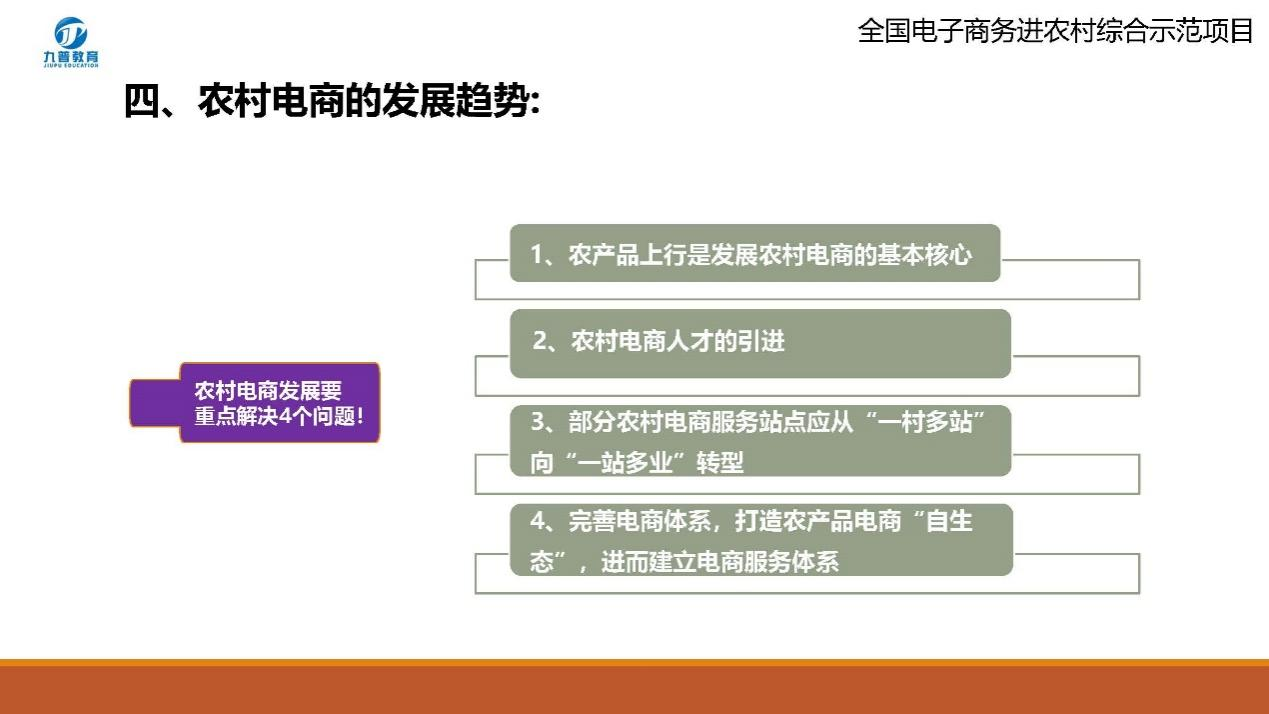 九普教育
JIUPU EDUCATION
全国电子商务进农村综合示范项目
四、农村电商的发展趋势:
农村电商发展要
重点解决4个问题!
1、农产品上行是发展农村电商的基本核心
2、农村电商人才的引进
3、部分农村电商服务站点应从“一村多站”
向“一站多业”转型
4、完善电商体系，打造农产品电商“自生
态”，进而建立电商服务体系